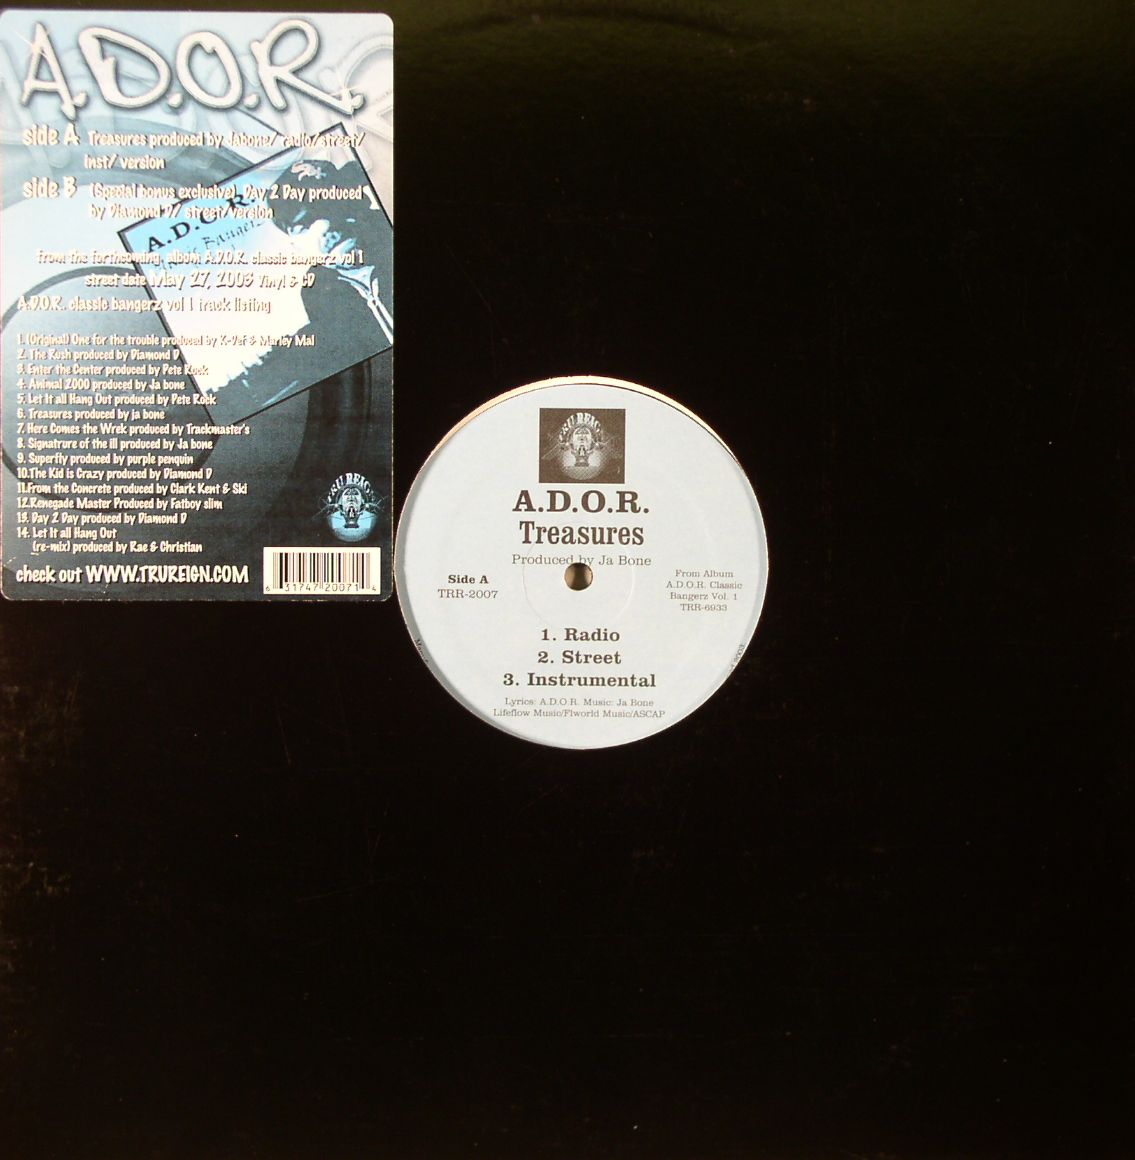 A.D.O.R.
side A Treasures produced by Jabone/ radio/street/
inst/ version
side B (Special bonus exclusive) Day 2 Day produced
by Diamond D/ street/version
A.D.O.R.
from the forthcoming album A.D.O.R. classic bangerz vol 1
street date May 27, 2003 Vinyl & CD
A.D.O.R. classic bangerz vol 1 track listing
1. (Original) One for the trouble produced by K-Def & Marley Mal
2. The Rush produced by Diamond D
3. Enter the Center produced by Pete Rock
4. Animal 2000 produced by Ja bone
5. Let It all Hang Out produced by Pete Rock
6. Treasures produced by ja bone
7. Here Comes the Wrek produced by Trackmaster's
8. Signatrure of the ill produced by Ja bone
9. Superfly produced by purple penquin
10.The Kid is Crazy produced by Diamond D
11.From the Concrete produced by Clark Kent & Ski
12.Renegade Master Produced by Fatboy slim
13. Day 2 Day produced by Diamond D
14. Let It all Hang Out
(re-mix) produced by Rae & Christian
check out WWW.TRUREIGN.COM
6 31747 20071 4
A.D.O.R.
Treasures
Produced by Ja Bone
Side A
TRR-2007
From Album
A.D.O.R. Classic
Bangerz Vol. 1
TRR-6933
1. Radio
2. Street
3. Instrumental
Lyrics: A.D.O.R. Music: Ja Bone
Lifeflow Music/Flworld Music/ASCAP